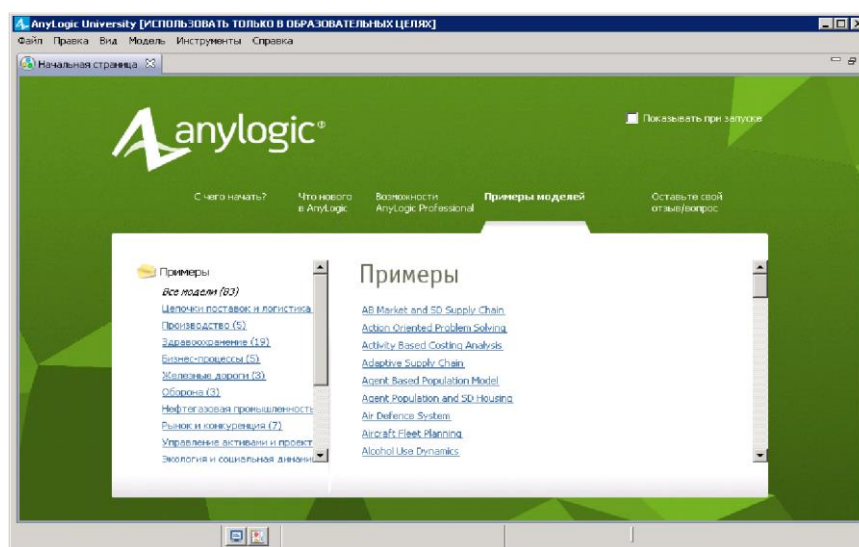 AnyLogic University [ИСПОЛЬЗОВАТЬ ТОЛЬКО В ОБРАЗОВАТЕЛЬНЫХ ЦЕЛЯХ]
Файл Правка Вид Модель Инструменты Справка
Начальная страница
anylogic®
Показывать при запуске
С чего начать?
Что нового
в AnyLogic
Возможности
AnyLogic Professional
Примеры моделей
Оставьте свой
отзыв/вопрос
Примеры
Все модели (83)
Цепочки поставок и логистика
Производство (5)
Здравоохранение (19)
Бизнес-процессы (5)
Железные дороги (3)
Оборона (3)
Нефтегазовая промышленность
Рынок и конкуренция (7)
Управление активами и проект
Экология и социальная динами
Примеры
AB Market and SD Supply Chain
Action Oriented Problem Solving
Activity Based Costing Analysis
Adaptive Supply Chain
Agent Based Population Model
Agent Population and SD Housing
Air Defence System
Aircraft Fleet Planning
Alcohol Use Dynamics